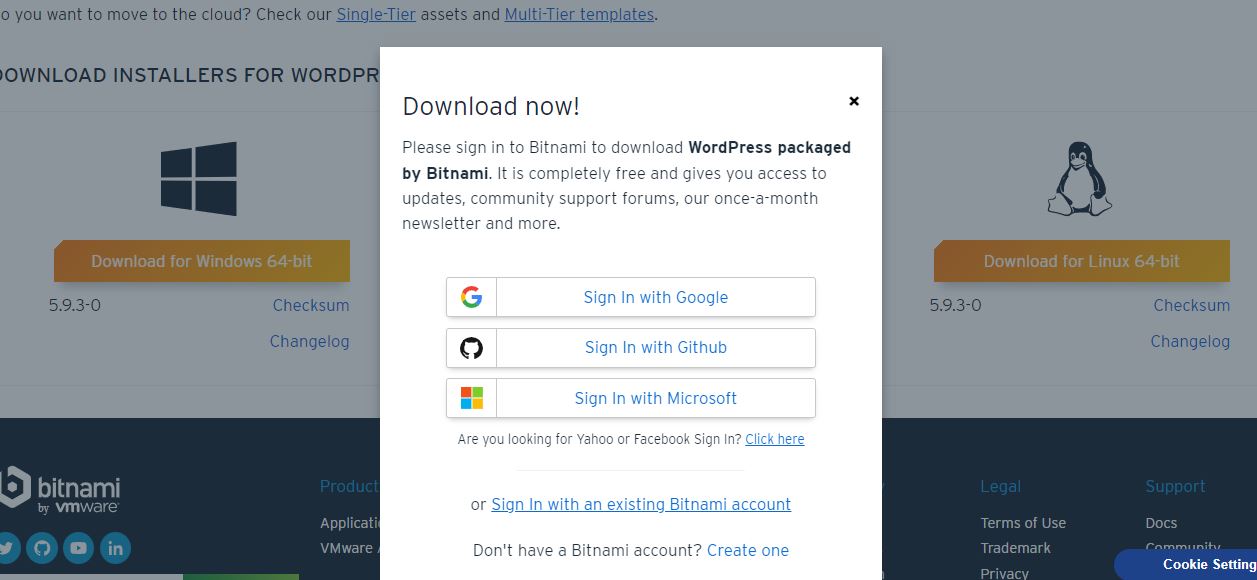 o you want to move to the cloud? Check our Single-Tier assets and Multi-Tier templates.
OWNLOAD INSTALLERS FOR WORDPR
Download now!
×
Please sign in to Bitnami to download WordPress packaged
by Bitnami. It is completely free and gives you access to
updates, community support forums, our once-a-month
newsletter and more.
Download for Windows 64-bit
5.9.3-0 Checksum
Changelog
Sign In with Google
Sign In with Github
Sign In with Microsoft
Are you looking for Yahoo or Facebook Sign In? Click here
or Sign In with an existing Bitnami account
Don't have a Bitnami account? Create one
Download for Linux 64-bit
5.9.3-0 Checksum
Changelog
bitnami
by vmware
Product
Applicati
VMware A
Legal
Terms of Use
Trademark
Privacy
Support
Docs
Community
Cookie Setting